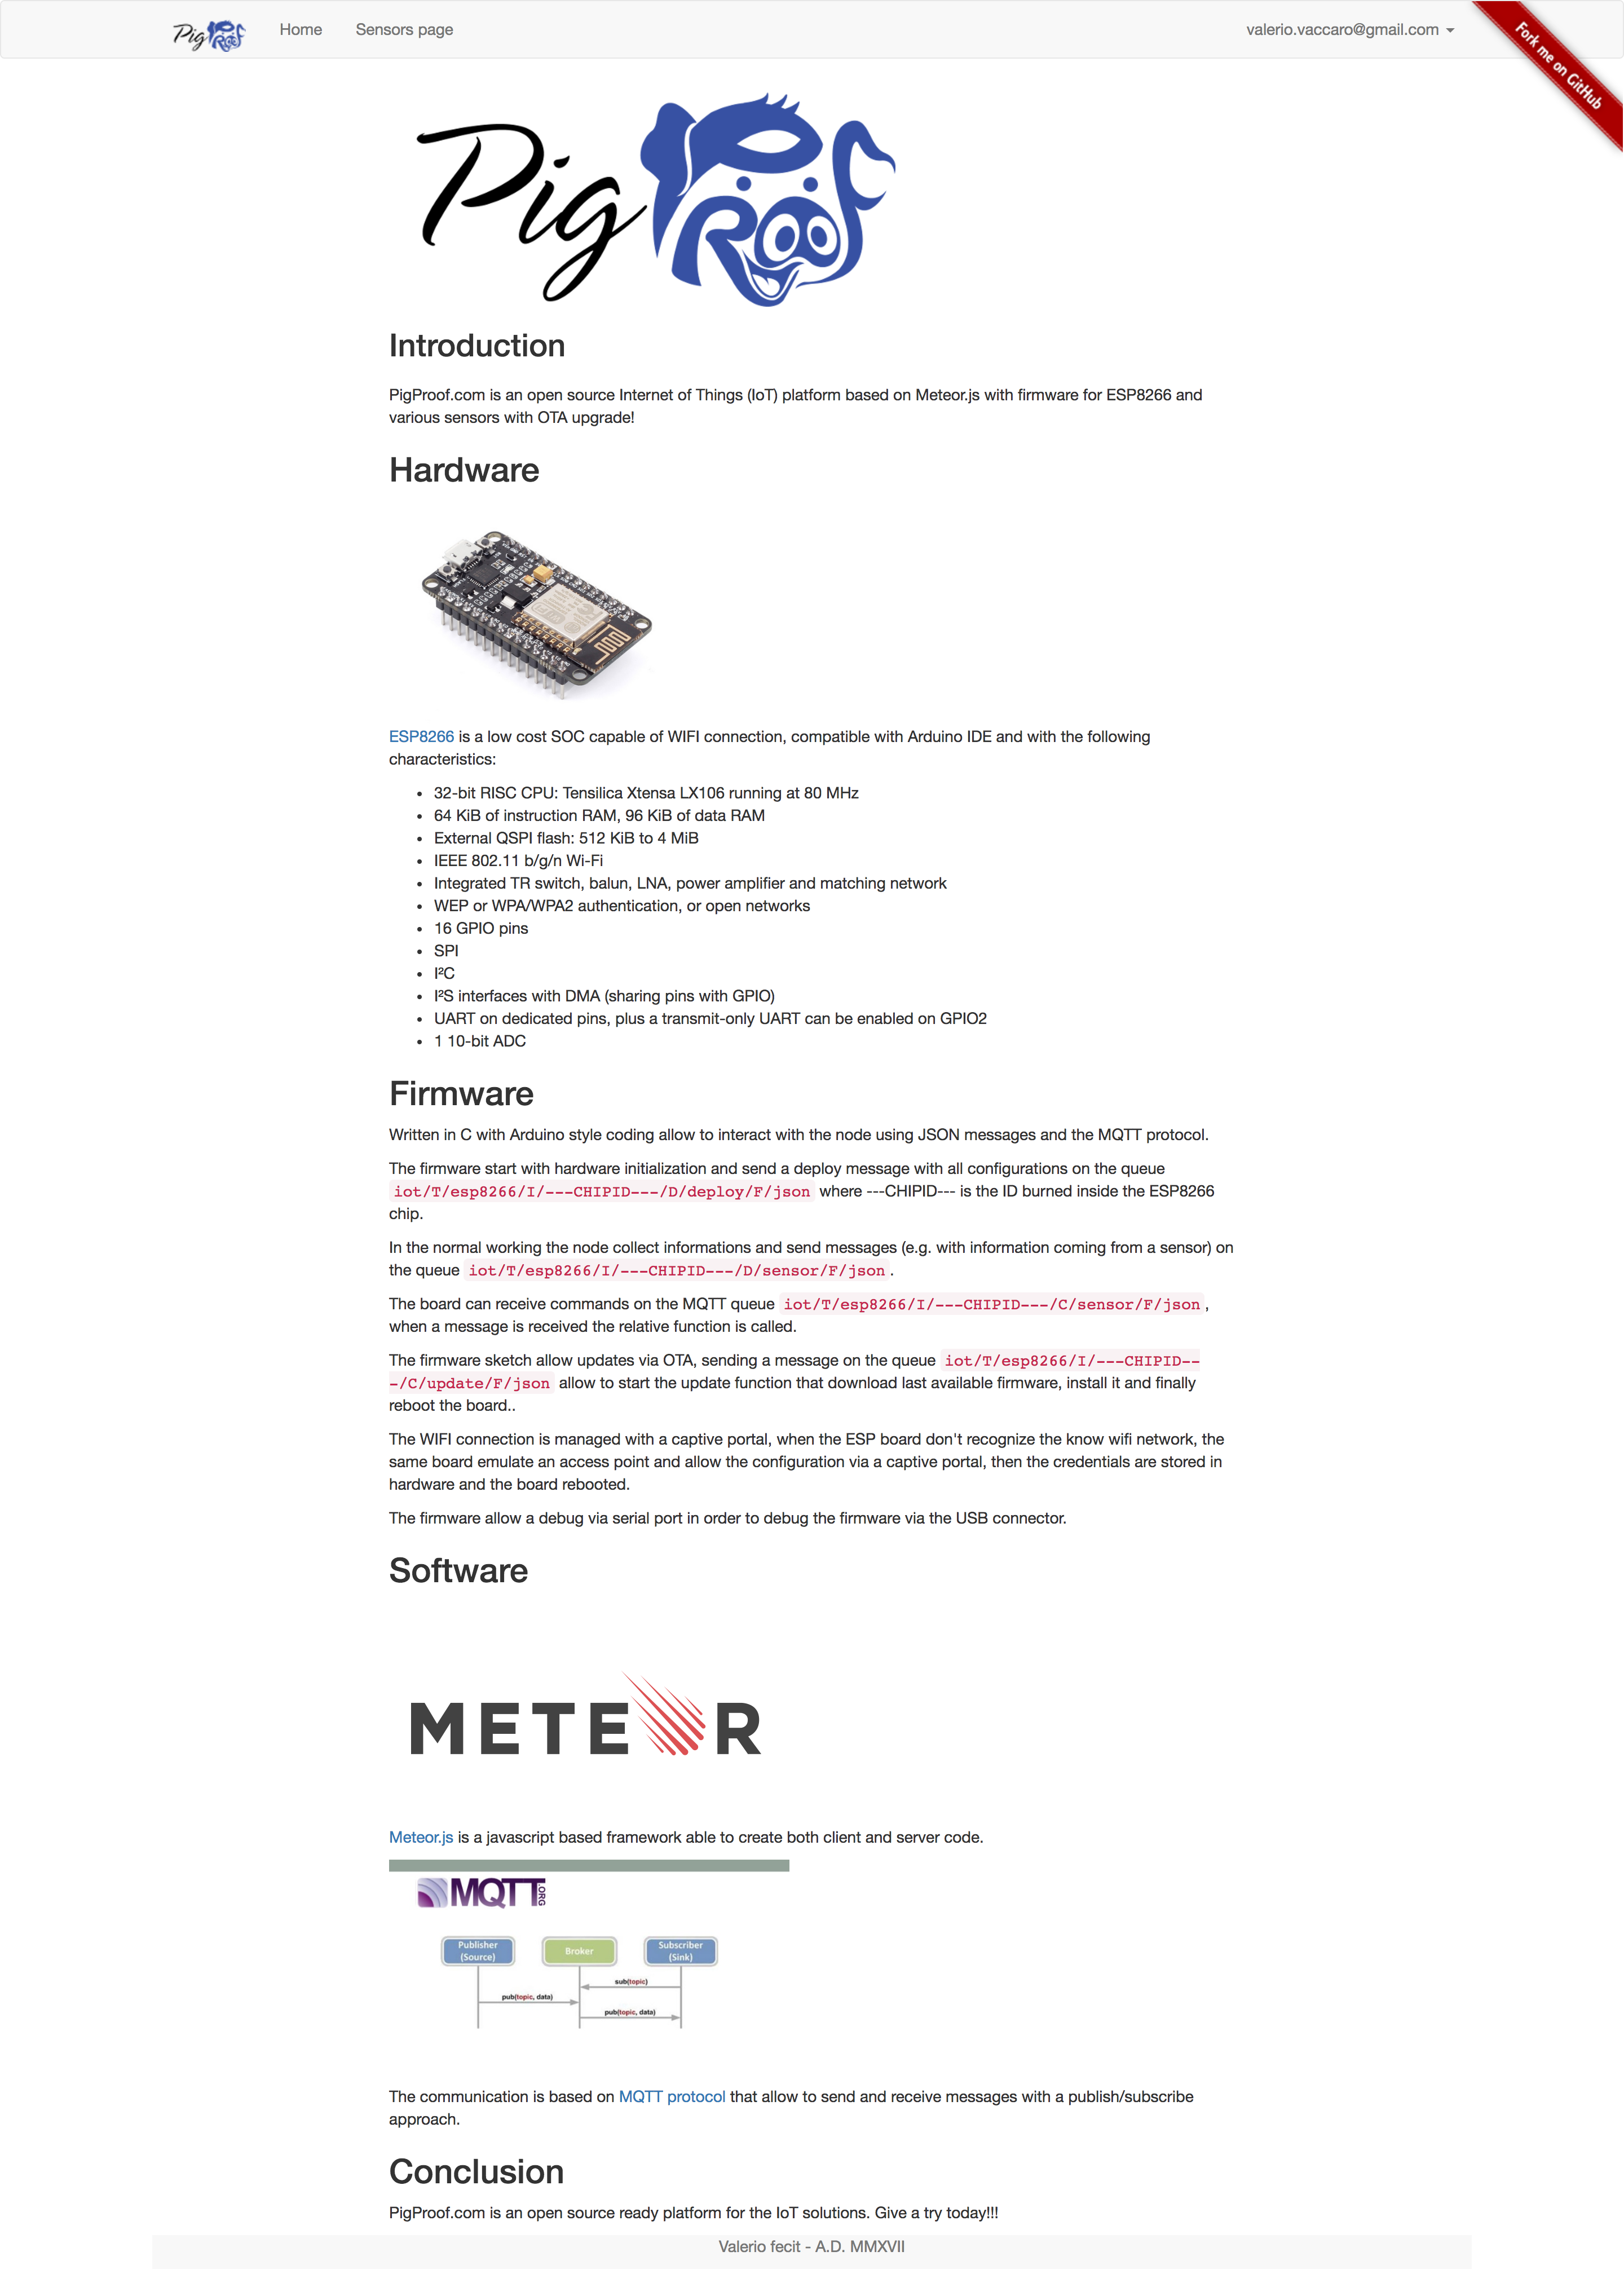 PigProof
Home
Sensors page
valerio.vaccaro@gmail.com
Fork me on GitHub
PigProof
Introduction
PigProof.com is an open source Internet of Things (IoT) platform based on Meteor.js with firmware for ESP8266 and
various sensors with OTA upgrade!
Hardware
ESP8266 is a low cost SOC capable of WIFI connection, compatible with Arduino IDE and with the following
characteristics:
• 32-bit RISC CPU: Tensilica Xtensa LX106 running at 80 MHz
• 64 KiB of instruction RAM, 96 KiB of data RAM
• External QSPI flash: 512 KiB to 4 MiB
• IEEE 802.11 b/g/n Wi-Fi
• Integrated TR switch, balun, LNA, power amplifier and matching network
• WEP or WPA/WPA2 authentication, or open networks
• 16 GPIO pins
• SPI
• I²C
• I²S interfaces with DMA (sharing pins with GPIO)
• UART on dedicated pins, plus a transmit-only UART can be enabled on GPIO2
• 1 10-bit ADC
Firmware
Written in C with Arduino style coding allow to interact with the node using JSON messages and the MQTT protocol.
The firmware start with hardware initialization and send a deploy message with all configurations on the queue
iot/T/esp8266/I/---CHIPID---/D/deploy/F/json where ---CHIPID--- is the ID burned inside the ESP8266
chip.
In the normal working the node collect informations and send messages (e.g. with information coming from a sensor) on
the queue iot/T/esp8266/I/---CHIPID---/D/sensor/F/json.
The board can receive commands on the MQTT queue iot/T/esp8266/I/---CHIPID---/C/sensor/F/json,
when a message is received the relative function is called.
The firmware sketch allow updates via OTA, sending a message on the queue iot/T/esp8266/I/---CHIPID--
-/C/update/F/json allow to start the update function that download last available firmware, install it and finally
reboot the board..
The WIFI connection is managed with a captive portal, when the ESP board don't recognize the know wifi network, the
same board emulate an access point and allow the configuration via a captive portal, then the credentials are stored in
hardware and the board rebooted.
The firmware allow a debug via serial port in order to debug the firmware via the USB connector.
Software
METEOR
Meteor.js is a javascript based framework able to create both client and server code.
MQTT.ORG
Publisher
(Source)
Broker
Subscriber
(Sink)
sub(topic)
pub(topic, data)
pub(topic, data)
The communication is based on MQTT protocol that allow to send and receive messages with a publish/subscribe
approach.
Conclusion
PigProof.com is an open source ready platform for the IoT solutions. Give a try today!!!
Valerio fecit - A.D. MMXVII